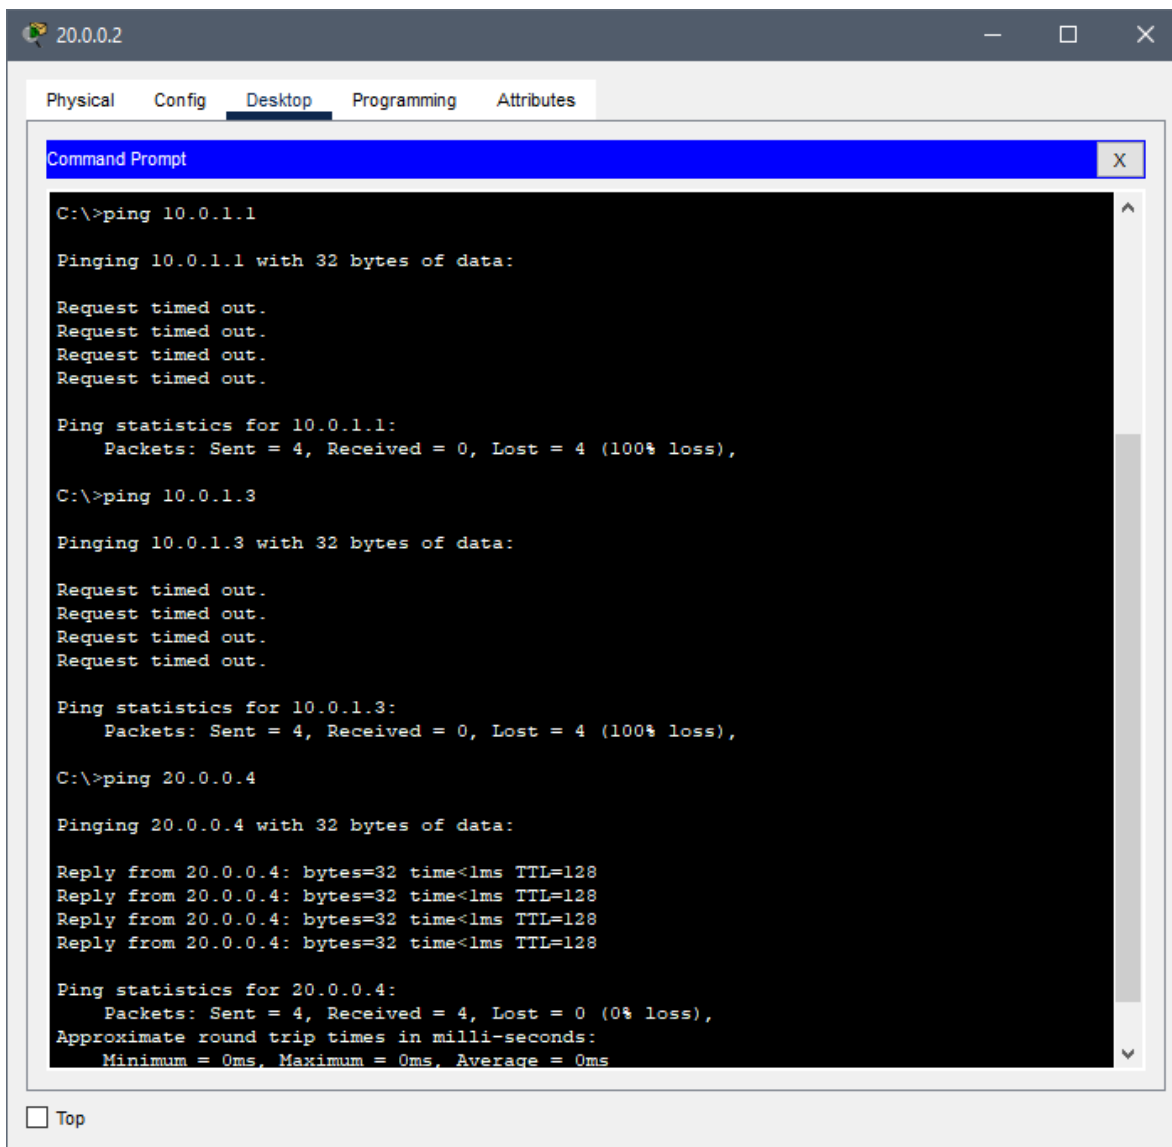 20.0.0.2
Physical Config Desktop Programming Attributes
Command Prompt X
C:\>ping 10.0.1.1
Pinging 10.0.1.1 with 32 bytes of data:
Request timed out.
Request timed out.
Request timed out.
Request timed out.
Ping statistics for 10.0.1.1:
Packets: Sent = 4, Received = 0, Lost = 4 (100% loss),
C:\>ping 10.0.1.3
Pinging 10.0.1.3 with 32 bytes of data:
Request timed out.
Request timed out.
Request timed out.
Request timed out.
Ping statistics for 10.0.1.3:
Packets: Sent = 4, Received = 0, Lost = 4 (100% loss),
C:\>ping 20.0.0.4
Pinging 20.0.0.4 with 32 bytes of data:
Reply from 20.0.0.4: bytes=32 time<1ms TTL=128
Reply from 20.0.0.4: bytes=32 time<1ms TTL=128
Reply from 20.0.0.4: bytes=32 time<1ms TTL=128
Reply from 20.0.0.4: bytes=32 time<1ms TTL=128
Ping statistics for 20.0.0.4:
Packets: Sent = 4, Received = 4, Lost = 0 (0% loss),
Approximate round trip times in milli-seconds:
Minimum = 0ms, Maximum = 0ms, Average = 0ms
Top